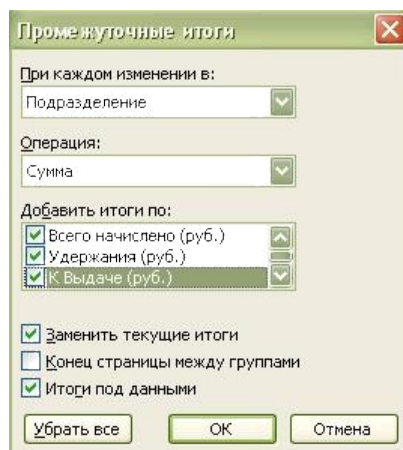 Промежуточные итоги
При каждом изменении в:
Подразделение
Операция:
Сумма
Добавить итоги по:
Всего начислено (руб.)
Удержания (руб.)
К Выдаче (руб.)
Заменить текущие итоги
Конец страницы между группами
Итоги под данными
Убрать все ОК Отмена